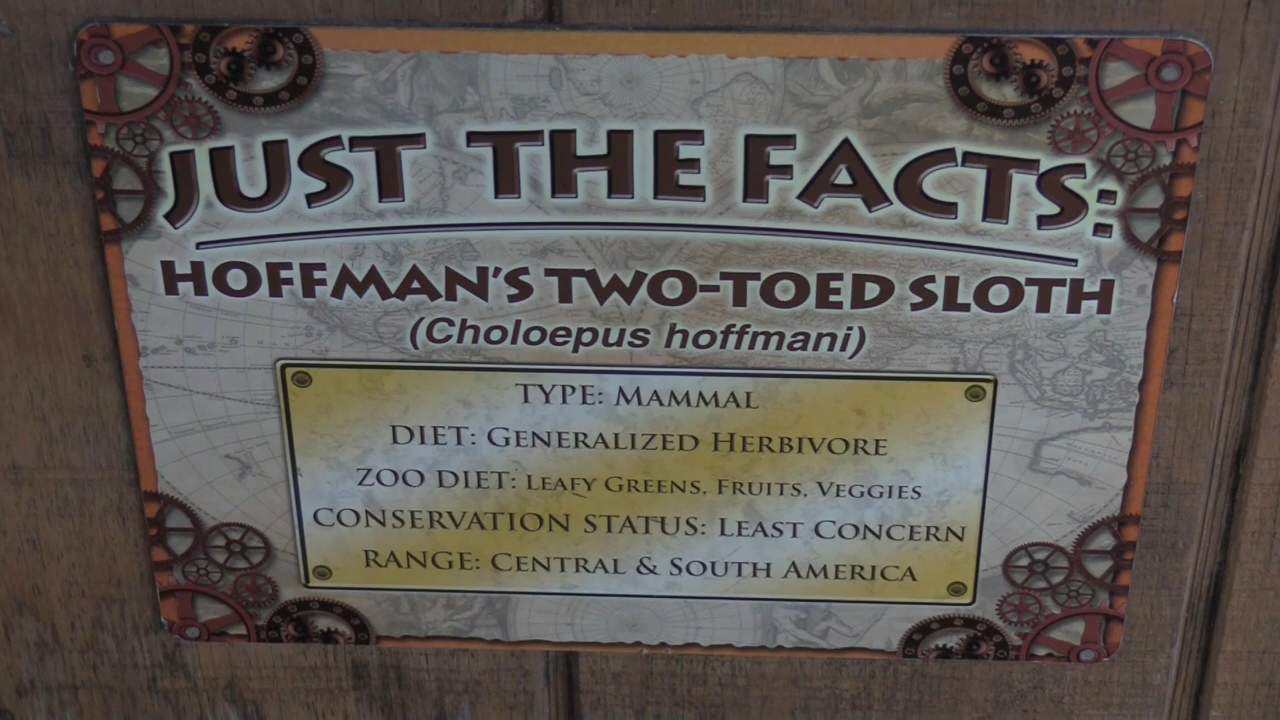 JUST THE FACTS:
HOFFMAN'S TWO-TOED SLOTH
(Choloepus hoffmani)
TYPE: MAMMAL
DIET: GENERALIZED HERBIVORE
ZOO DIET: LEAFY GREENS, FRUITS, VEGGIES
CONSERVATION STATUS: LEAST CONCERN
RANGE: CENTRAL & SOUTH AMERICA